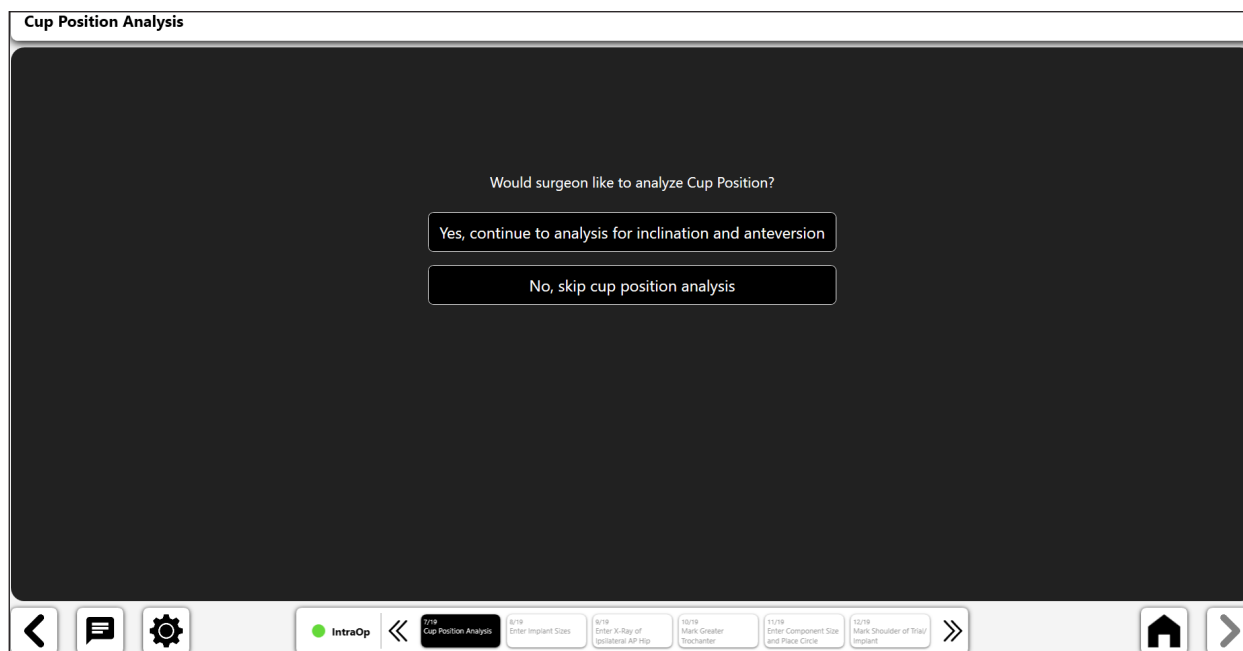 Cup Position Analysis
Would surgeon like to analyze Cup Position?
Yes, continue to analysis for inclination and anteversion
No, skip cup position analysis
IntraOp
7/19
Cup Position Analysis
8/19
Enter Implant Sizes
9/19
Enter X-Ray of
Ipsilateral AP Hip
10/19
Mark Greater
Trochanter
11/19
Enter Component Size
and Place Circle
12/19
Mark Shoulder of Trial/
Implant